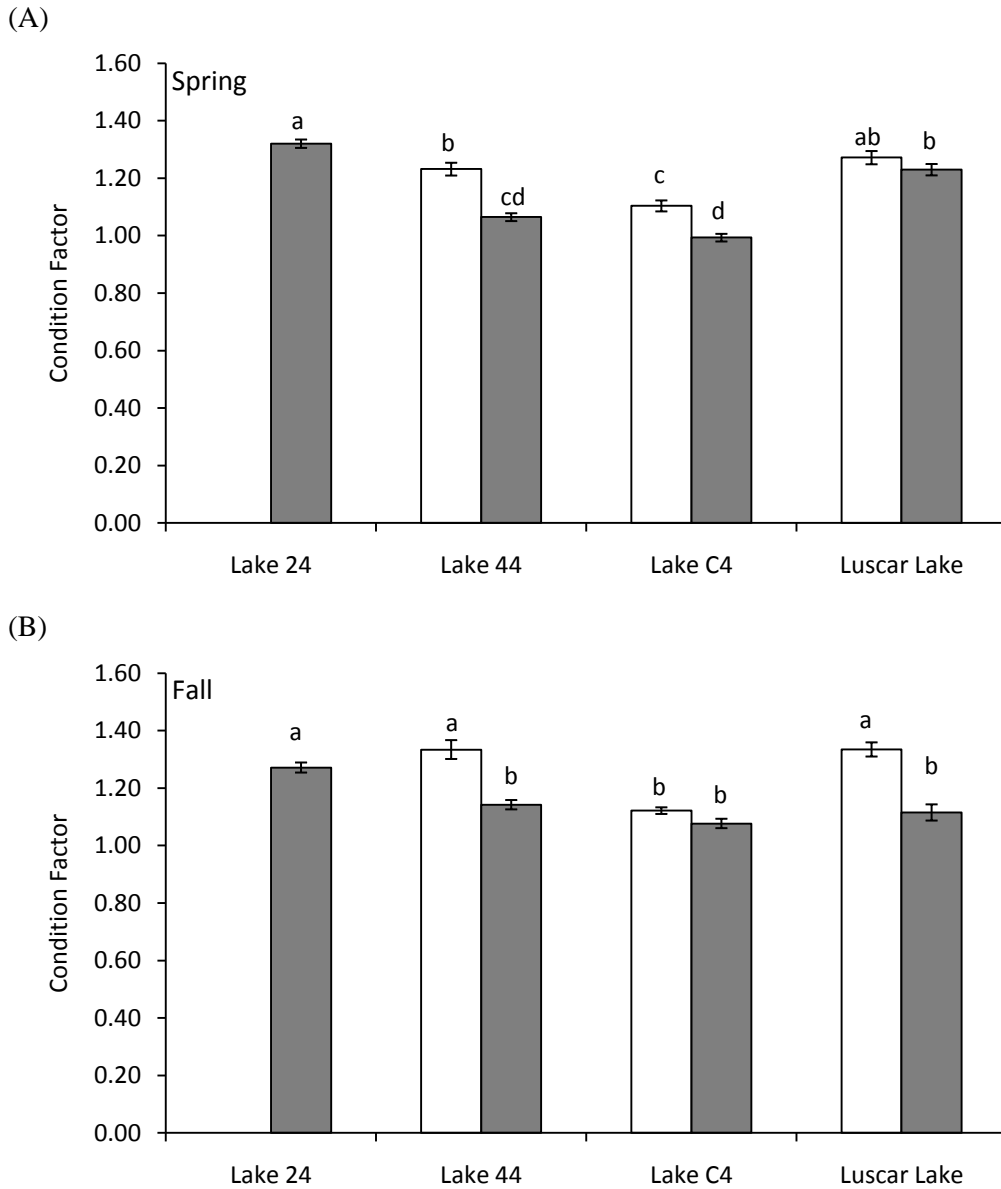 (A)
Spring
1.60
1.40
1.20
1.00
0.80
0.60
0.40
0.20
0.00
Condition Factor
a
b
cd
c
d
ab
b
Lake 24
Lake 44
Lake C4
Luscar Lake
(B)
Fall
1.60
1.40
1.20
1.00
0.80
0.60
0.40
0.20
0.00
Condition Factor
a
a
b
b
b
a
b
Lake 24
Lake 44
Lake C4
Luscar Lake